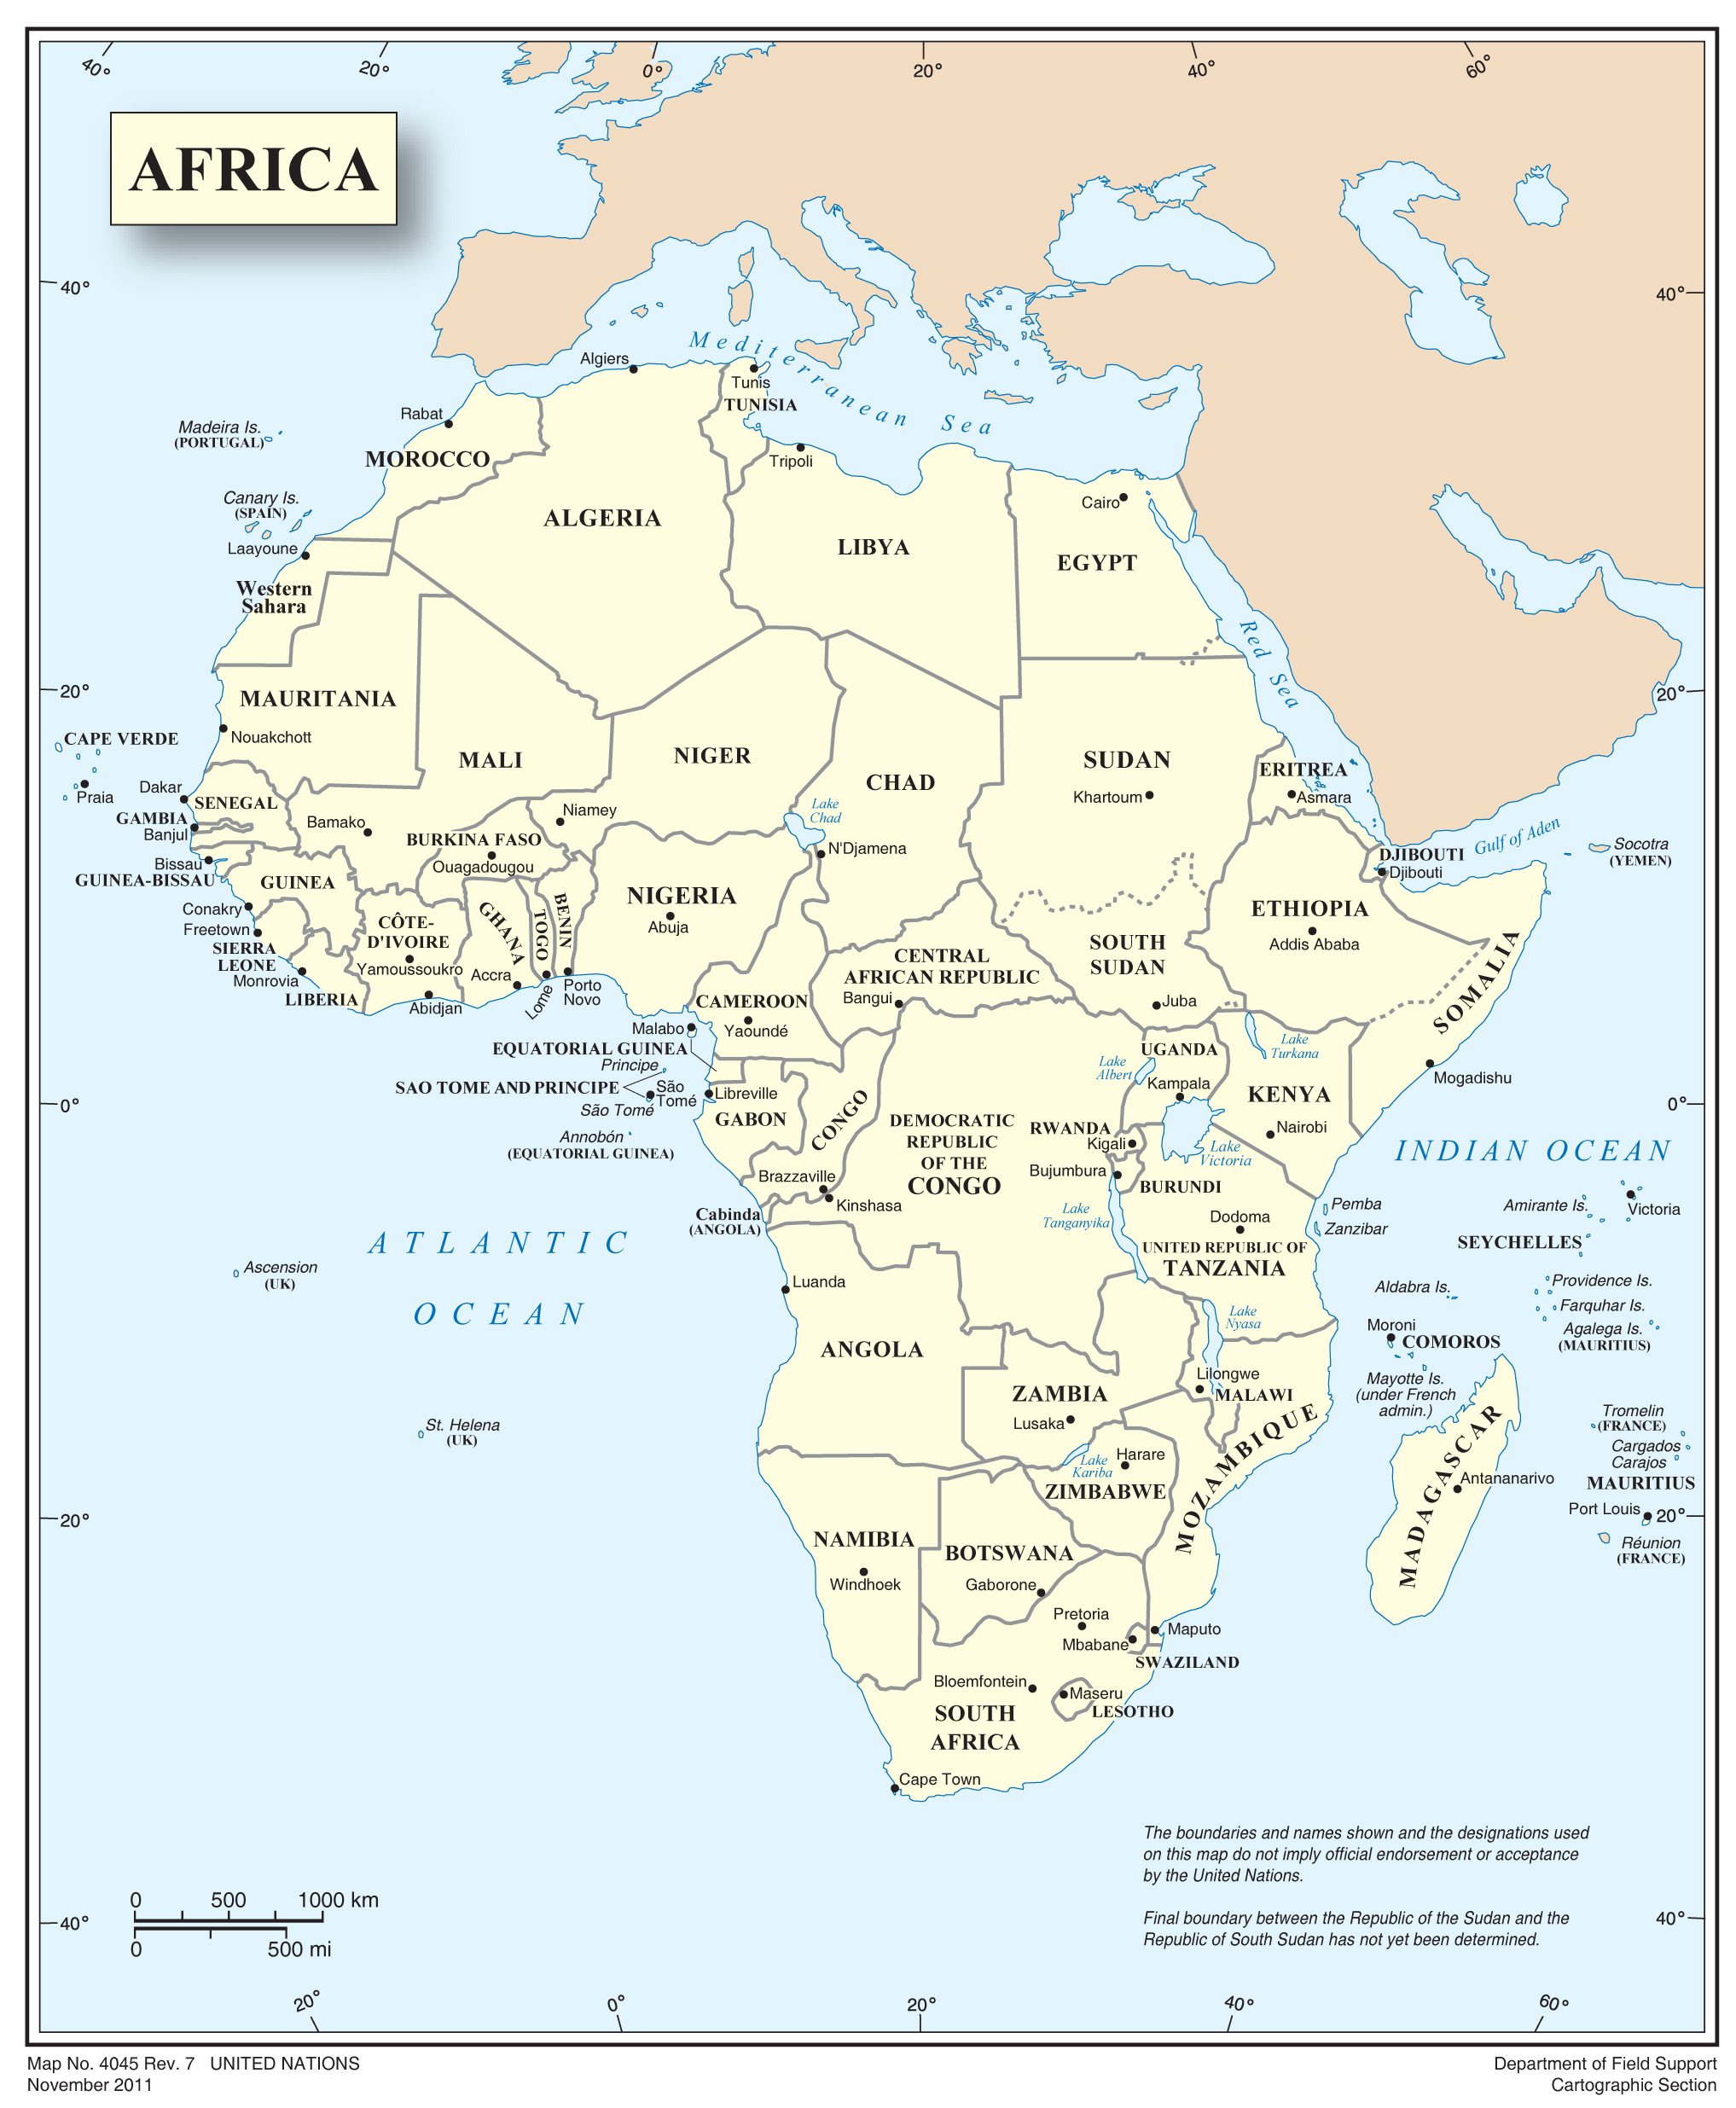 40°
20°
0°
20°
40°
60°
AFRICA
40°
40°
Mediterranean Sea
Algiers
Tunis
TUNISIA
Rabat
Madeira Is.
(PORTUGAL)
MOROCCO
Tripoli
Canary Is.
(SPAIN)
Cairo
ALGERIA
LIBYA
EGYPT
Laayoune
Western
Sahara
Red Sea
20°
20°
MAURITANIA
Nouakchott
CAPE VERDE
Praia
MALI
NIGER
CHAD
SUDAN
Khartoum
ERITREA
Asmara
Dakar
SENEGAL
GAMBIA
Banjul
Bamako
Niamey
Lake
Chad
N'Djamena
BURKINA FASO
Ouagadougou
Bissau
GUINEA-BISSAU
GUINEA
DJIBOUTI
Djibouti
Gulf of Aden
Socotra
(YEMEN)
NIGERIA
Abuja
BENIN
TOGO
GHANA
Conakry
Freetown
SIERRA
LEONE
Monrovia
LIBERIA
CÔTE-
D'IVOIRE
Yamoussoukro
Abidjan
Accra
Lome
Porto
Novo
ETHIOPIA
Addis Ababa
SOUTH
SUDAN
Juba
SOMALIA
CENTRAL
AFRICAN REPUBLIC
Bangui
CAMEROON
Yaoundé
Malabo
EQUATORIAL GUINEA
Principe
SAO TOME AND PRINCIPE
São
Tomé
São Tomé
Libreville
GABON
CONGO
UGANDA
Lake
Albert
Kampala
Lake
Turkana
KENYA
Nairobi
Mogadishu
0°
0°
Annobón
(EQUATORIAL GUINEA)
DEMOCRATIC
REPUBLIC
OF THE
CONGO
RWANDA
Kigali
Lake
Victoria
Bujumbura
BURUNDI
INDIAN OCEAN
Brazzaville
Kinshasa
Cabinda
(ANGOLA)
Lake
Tanganyika
Dodoma
UNITED REPUBLIC OF
TANZANIA
Pemba
Zanzibar
Amirante Is.
Victoria
SEYCHELLES
ATLANTIC
OCEAN
Ascension
(UK)
Luanda
Aldabra Is.
Providence Is.
Farquhar Is.
Agalega Is.
(MAURITIUS)
Moroni
COMOROS
Lake
Nyasa
ANGOLA
ZAMBIA
Lusaka
Lilongwe
MALAWI
Mayotte Is.
(under French
admin.)
St. Helena
(UK)
Tromelin
(FRANCE)
Cargados
Carajos
MAURITIUS
Port Louis
20°
Réunion
(FRANCE)
MOZAMBIQUE
MADAGASCAR
Antananarivo
Harare
Lake
Kariba
ZIMBABWE
20°
NAMIBIA
Windhoek
BOTSWANA
Gaborone
Pretoria
Mbabane
Maputo
SWAZILAND
Bloemfontein
Maseru
LESOTHO
SOUTH
AFRICA
Cape Town
The boundaries and names shown and the designations used
on this map do not imply official endorsement or acceptance
by the United Nations.
Final boundary between the Republic of the Sudan and the
Republic of South Sudan has not yet been determined.
0 500 1000 km
0 500 mi
40°
40°
20°
0°
20°
40°
60°
Map No. 4045 Rev. 7 UNITED NATIONS
November 2011
Department of Field Support
Cartographic Section